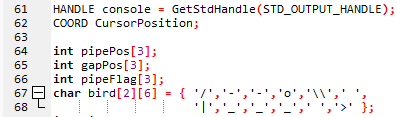 61 HANDLE console = GetStdHandle(STD_OUTPUT_HANDLE);
62 COORD CursorPosition;
63
64 int pipePos[3];
65 int gapPos[3];
66 int pipeFlag[3];
67 char bird[2][6] = { '/','-','-','o','\\',' ',
68 '|','_','_','_',' ','>' };